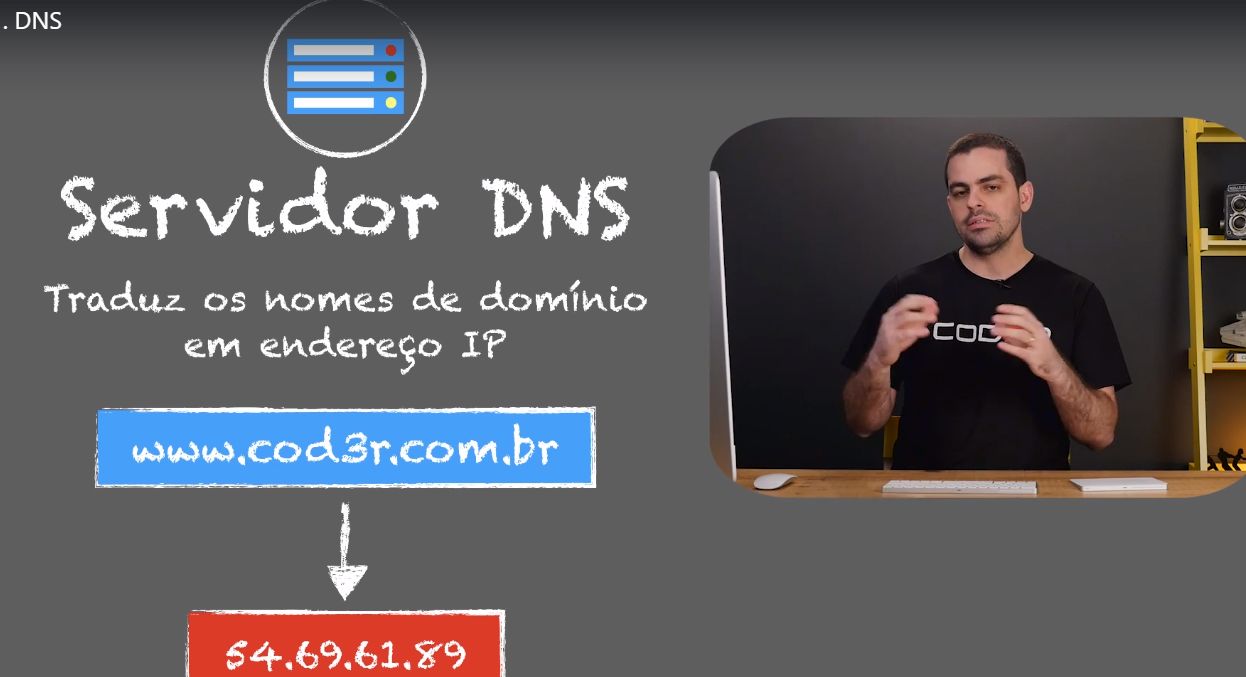 . DNS
Servidor DNS
Traduz os nomes de domínio
em endereço IP
www.cod3r.com.br
54.69.61.89